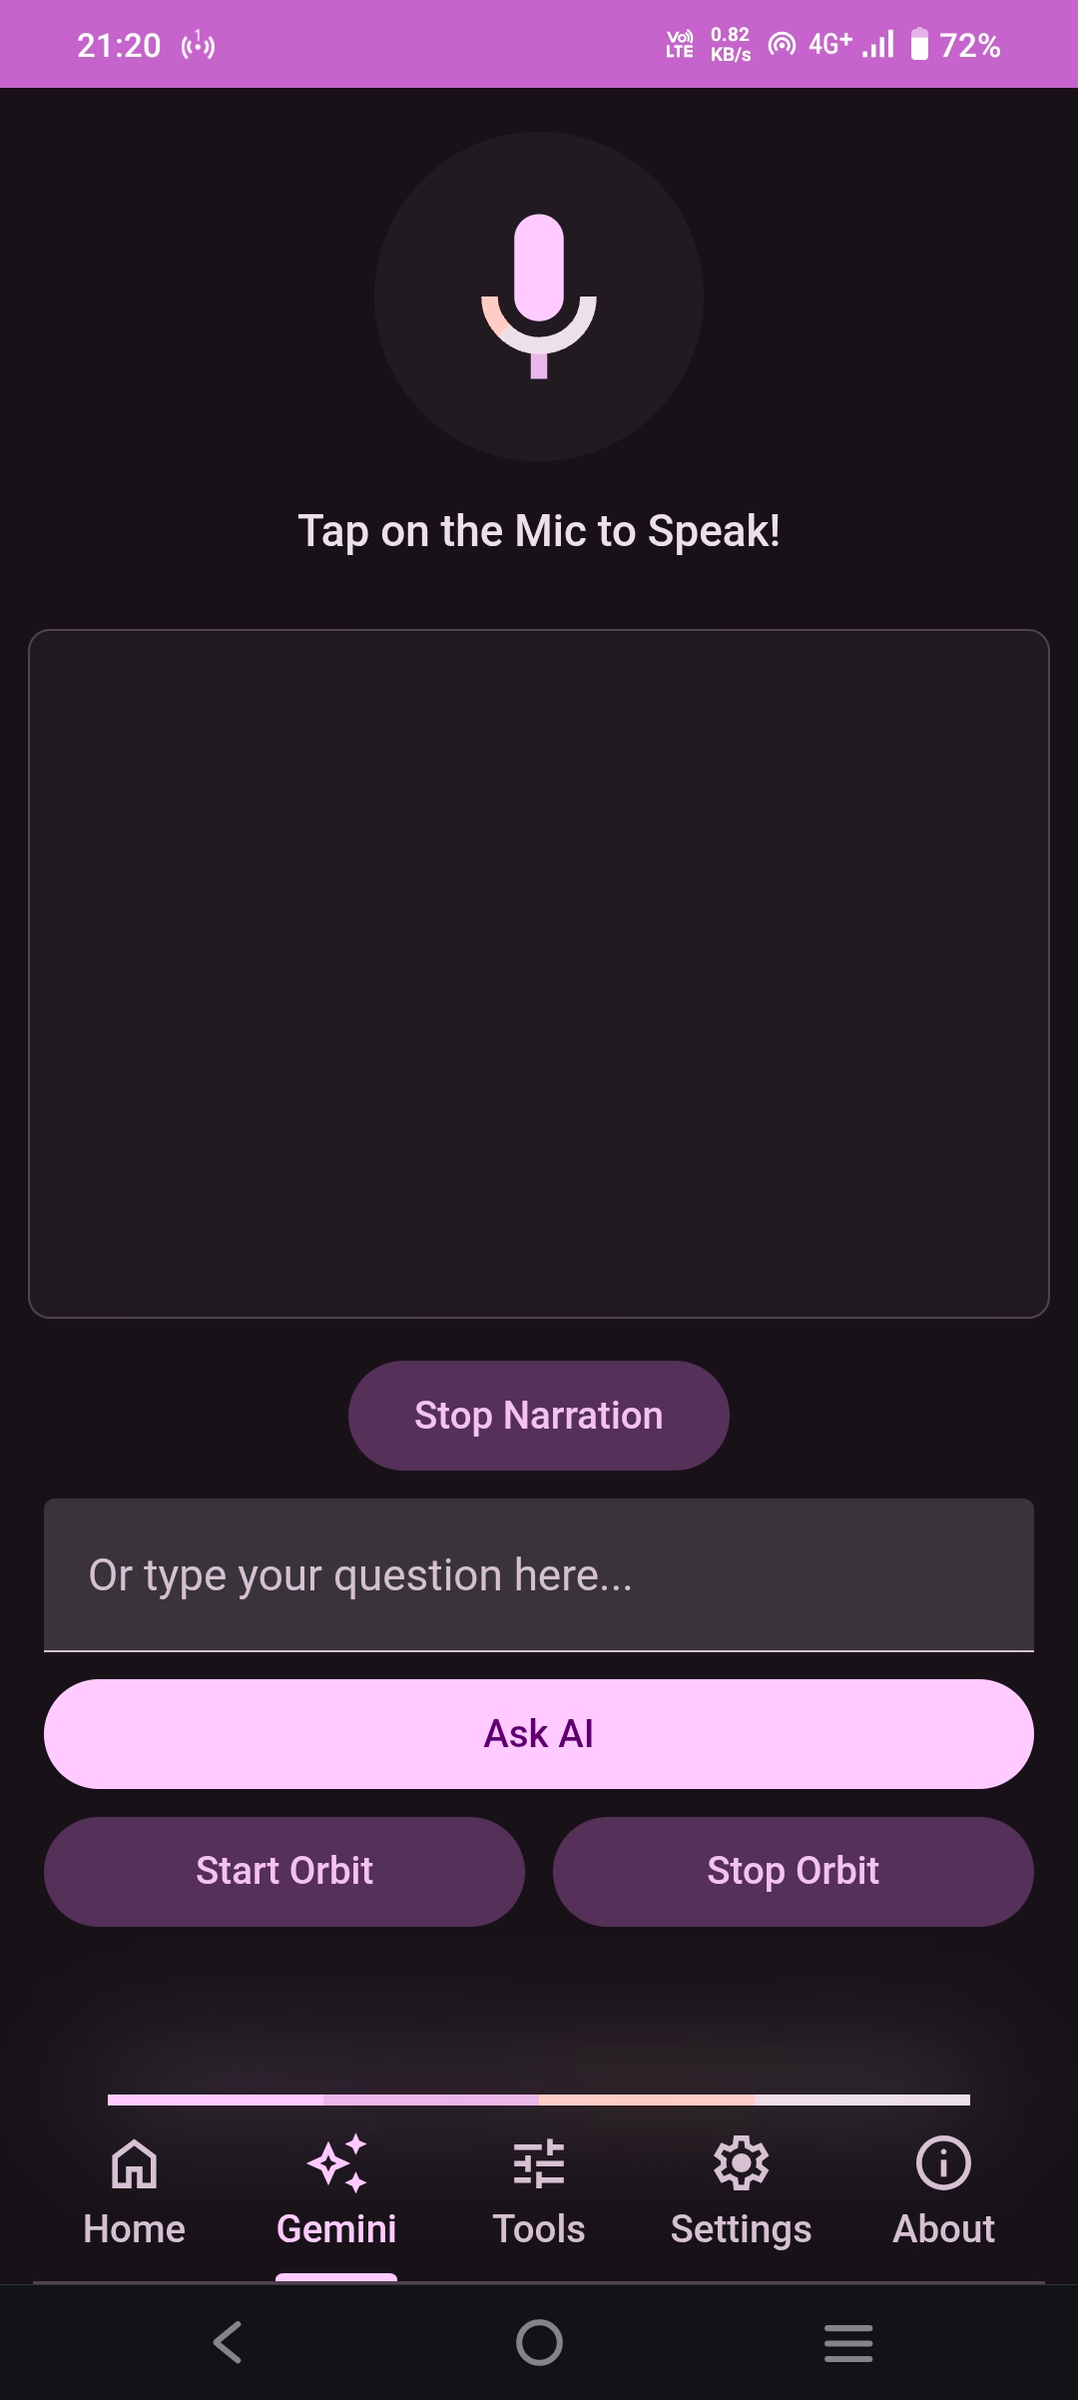 21:20
1
Vo) LTE 0.82 KB/s 4G+ 72%
Tap on the Mic to Speak!
Stop Narration
Or type your question here...
Ask AI
Start Orbit Stop Orbit
Home Gemini Tools Settings About